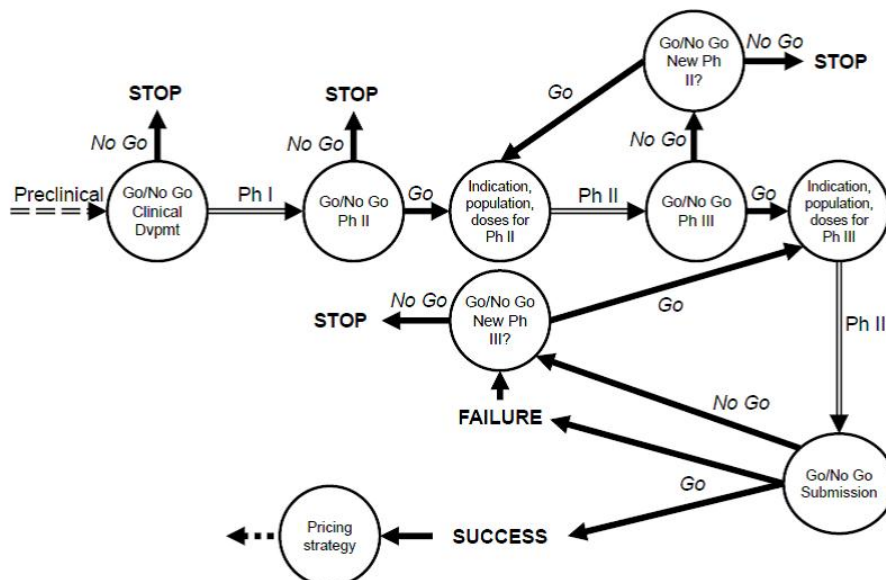 Go/No Go
New Ph
II?
No Go
STOP
Go
STOP
STOP
No Go
No Go
No Go
Preclinical
Go/No Go
Clinical
Dvpmt
Ph I
Go/No Go
Ph II
Go
Indication,
population,
doses for
Ph II
Ph II
Go/No Go
Ph III
Go
Indication,
population,
doses for
Ph III
STOP
No Go
Go/No Go
New Ph
III?
Go
Ph II
No Go
FAILURE
Go
Go/No Go
Submission
Pricing
strategy
SUCCESS